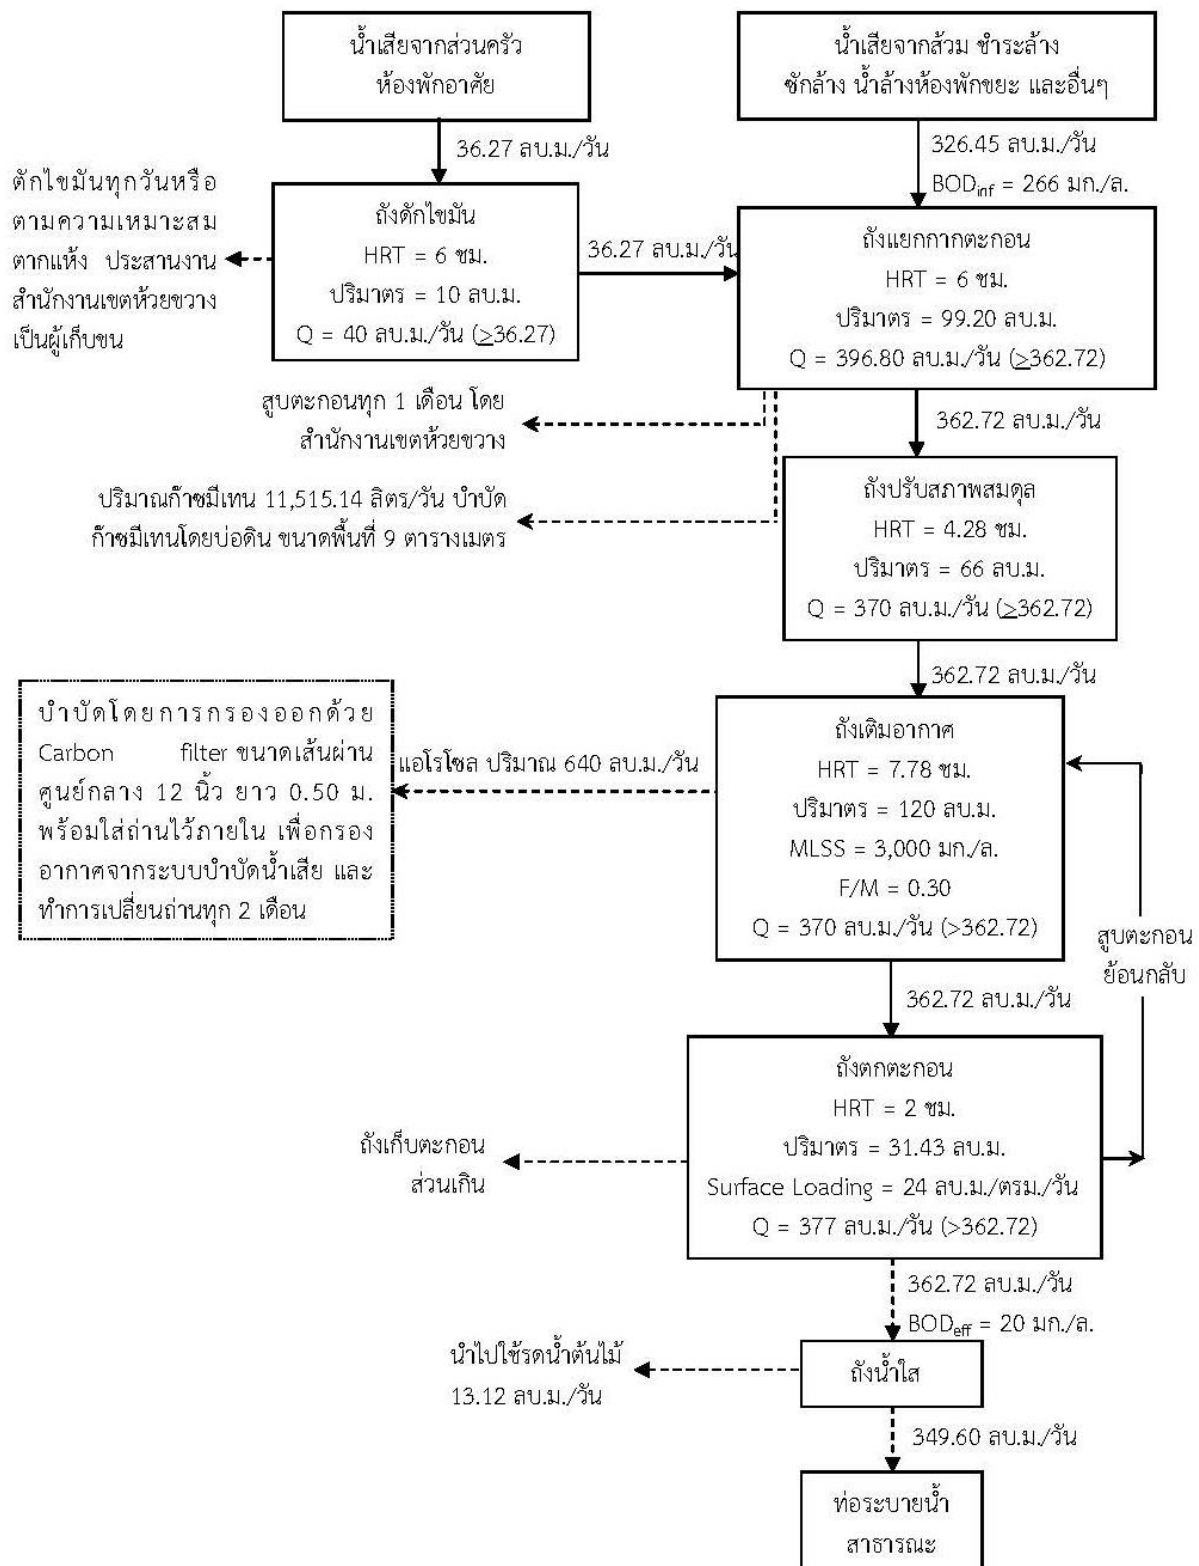 น้ำเสียจากส่วนครัว
ห้องพักอาศัย
น้ำเสียจากส้วม ชำระล้าง
ซักล้าง น้ำล้างห้องพักขยะ และอื่นๆ
36.27 ลบ.ม./วัน
326.45 ลบ.ม./วัน
BODinf = 266 มก./ล.
ตักไขมันทุกวันหรือ
ตามความเหมาะสม
ตากแห้ง ประสานงาน
สำนักงานเขตห้วยขวาง
เป็นผู้เก็บขน
ถังดักไขมัน
HRT = 6 ชม.
ปริมาตร = 10 ลบ.ม.
Q = 40 ลบ.ม./วัน (≥36.27)
36.27 ลบ.ม./วัน
ถังแยกกากตะกอน
HRT = 6 ชม.
ปริมาตร = 99.20 ลบ.ม.
Q = 396.80 ลบ.ม./วัน (≥362.72)
สูบตะกอนทุก 1 เดือน โดย
สำนักงานเขตห้วยขวาง
362.72 ลบ.ม./วัน
ปริมาณก๊าซมีเทน 11,515.14 ลิตร/วัน บำบัด
ก๊าซมีเทนโดยบ่อดิน ขนาดพื้นที่ 9 ตารางเมตร
ถังปรับสภาพสมดุล
HRT = 4.28 ชม.
ปริมาตร = 66 ลบ.ม.
Q = 370 ลบ.ม./วัน (≥362.72)
362.72 ลบ.ม./วัน
บำบัดโดยการกรองออกด้วย
Carbon filter ขนาดเส้นผ่าน
ศูนย์กลาง 12 นิ้ว ยาว 0.50 ม.
พร้อมใส่ถ่านไว้ภายใน เพื่อกรอง
อากาศจากระบบบำบัดน้ำเสีย และ
ทำการเปลี่ยนถ่านทุก 2 เดือน
แอโรโซล ปริมาณ 640 ลบ.ม./วัน
ถังเติมอากาศ
HRT = 7.78 ชม.
ปริมาตร = 120 ลบ.ม.
MLSS = 3,000 มก./ล.
F/M = 0.30
Q = 370 ลบ.ม./วัน (>362.72)
สูบตะกอน
ย้อนกลับ
362.72 ลบ.ม./วัน
ถังตกตะกอน
HRT = 2 ชม.
ปริมาตร = 31.43 ลบ.ม.
Surface Loading = 24 ลบ.ม./ตรม./วัน
Q = 377 ลบ.ม./วัน (>362.72)
ถังเก็บตะกอน
ส่วนเกิน
362.72 ลบ.ม./วัน
BODeff = 20 มก./ล.
นำไปใช้รดน้ำต้นไม้
13.12 ลบ.ม./วัน
ถังน้ำใส
349.60 ลบ.ม./วัน
ท่อระบายน้ำ
สาธารณะ